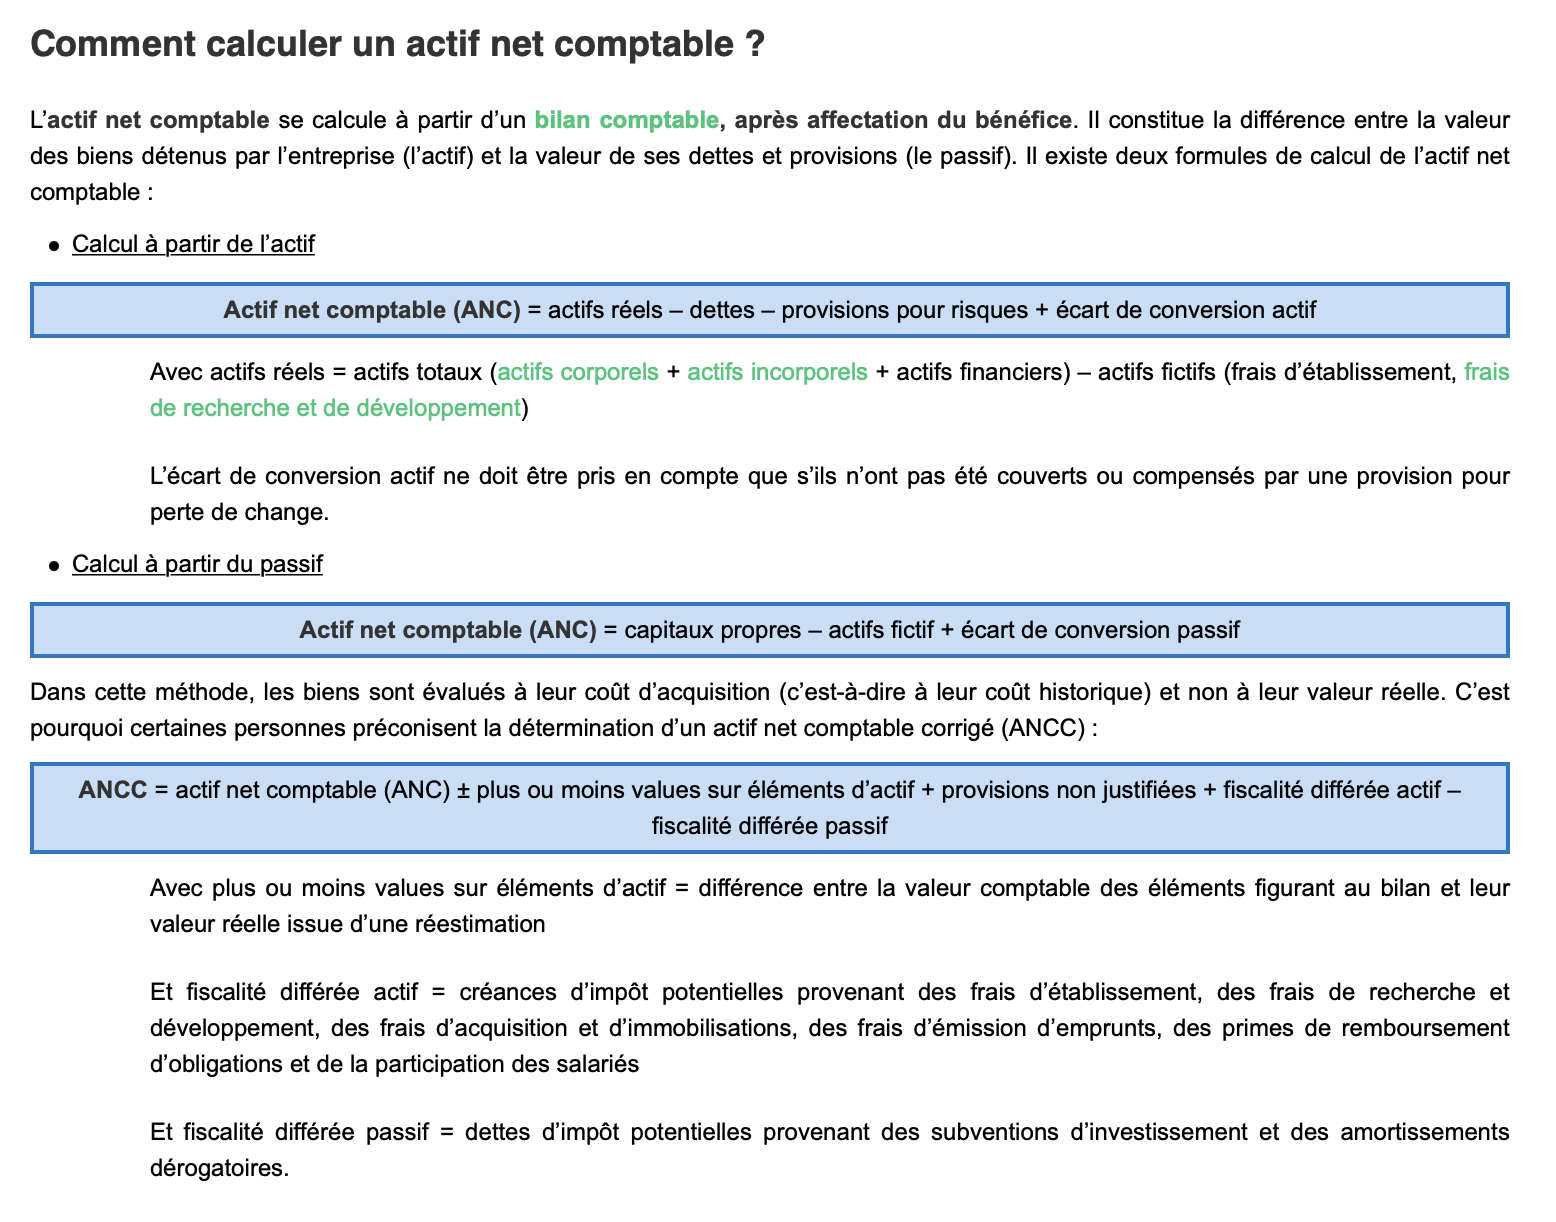 Comment calculer un actif net comptable ?
L’actif net comptable se calcule à partir d’un bilan comptable, après affectation du bénéfice. Il constitue la différence entre la valeur
des biens détenus par l’entreprise (l’actif) et la valeur de ses dettes et provisions (le passif). Il existe deux formules de calcul de l’actif net
comptable :
● Calcul à partir de l’actif
Actif net comptable (ANC) = actifs réels – dettes – provisions pour risques + écart de conversion actif
Avec actifs réels = actifs totaux (actifs corporels + actifs incorporels + actifs financiers) – actifs fictifs (frais d’établissement, frais
de recherche et de développement)
L’écart de conversion actif ne doit être pris en compte que s’ils n’ont pas été couverts ou compensés par une provision pour
perte de change.
● Calcul à partir du passif
Actif net comptable (ANC) = capitaux propres – actifs fictif + écart de conversion passif
Dans cette méthode, les biens sont évalués à leur coût d’acquisition (c’est-à-dire à leur coût historique) et non à leur valeur réelle. C’est
pourquoi certaines personnes préconisent la détermination d’un actif net comptable corrigé (ANCC) :
ANCC = actif net comptable (ANC) ± plus ou moins values sur éléments d’actif + provisions non justifiées + fiscalité différée actif –
fiscalité différée passif
Avec plus ou moins values sur éléments d’actif = différence entre la valeur comptable des éléments figurant au bilan et leur
valeur réelle issue d’une réestimation
Et fiscalité différée actif = créances d’impôt potentielles provenant des frais d’établissement, des frais de recherche et
développement, des frais d’acquisition et d’immobilisations, des frais d’émission d’emprunts, des primes de remboursement
d’obligations et de la participation des salariés
Et fiscalité différée passif = dettes d’impôt potentielles provenant des subventions d’investissement et des amortissements
dérogatoires.